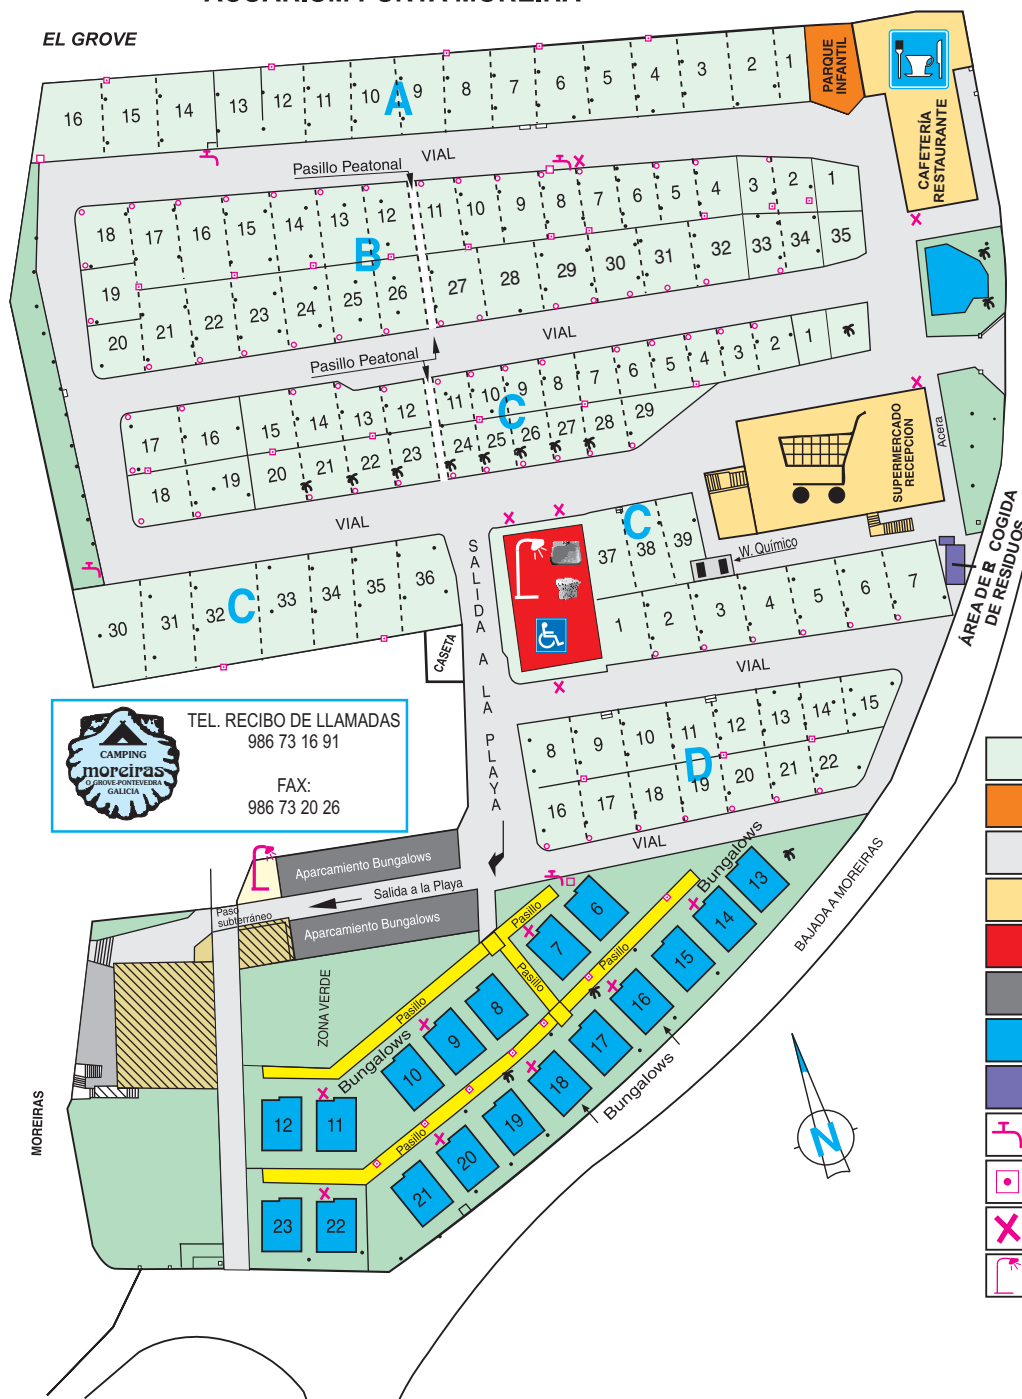 EL GROVE
16 15 14 13 12 11 10 9 8 7 6 5 4 3 2 1
A
PARQUE
INFANTIL
CAFETERÍA
RESTAURANTE
VIAL
Pasillo Peatonal
18 17 16 15 14 13 12 11 10 9 8 7 6 5 4 3 2 1
B
19
20 21 22 23 24 25 26 27 28 29 30 31 32 33 34 35
VIAL
Pasillo Peatonal
17 16 15 14 13 12 11 10 9 8 7 6 5 4 3 2 1
C
18 19 20 21 22 23 24 25 26 27 28 29
SUPERMERCADO
RECEPCION
Acera
VIAL
30 31 32 33 34 35 36
C
CASETA
SALIDA A LA PLAYA
C
37 38 39
W. Químico
1 2 3 4 5 6 7
ÁREA DE R COGIDA
DE RESIDUOS
VIAL
8 9 10 11 12 13 14 15
D
16 17 18 19 20 21 22
VIAL
CAMPING
moreiras
O GROVE-PONTEVEDRA
GALICIA
TEL. RECIBO DE LLAMADAS
986 73 16 91
FAX:
986 73 20 26
Aparcamiento Bungalows
Salida a la Playa
Paso
subterráneo
Aparcamiento Bungalows
ZONA VERDE
Pasillo
Pasillo
Pasillo
Pasillo
Pasillo
Bungalows
Bungalows
Bungalows
6
7
8
9
10
11
12
13
14
15
16
17
18
19
20
21
22
23
BAJADA A MOREIRAS
MOREIRAS
N